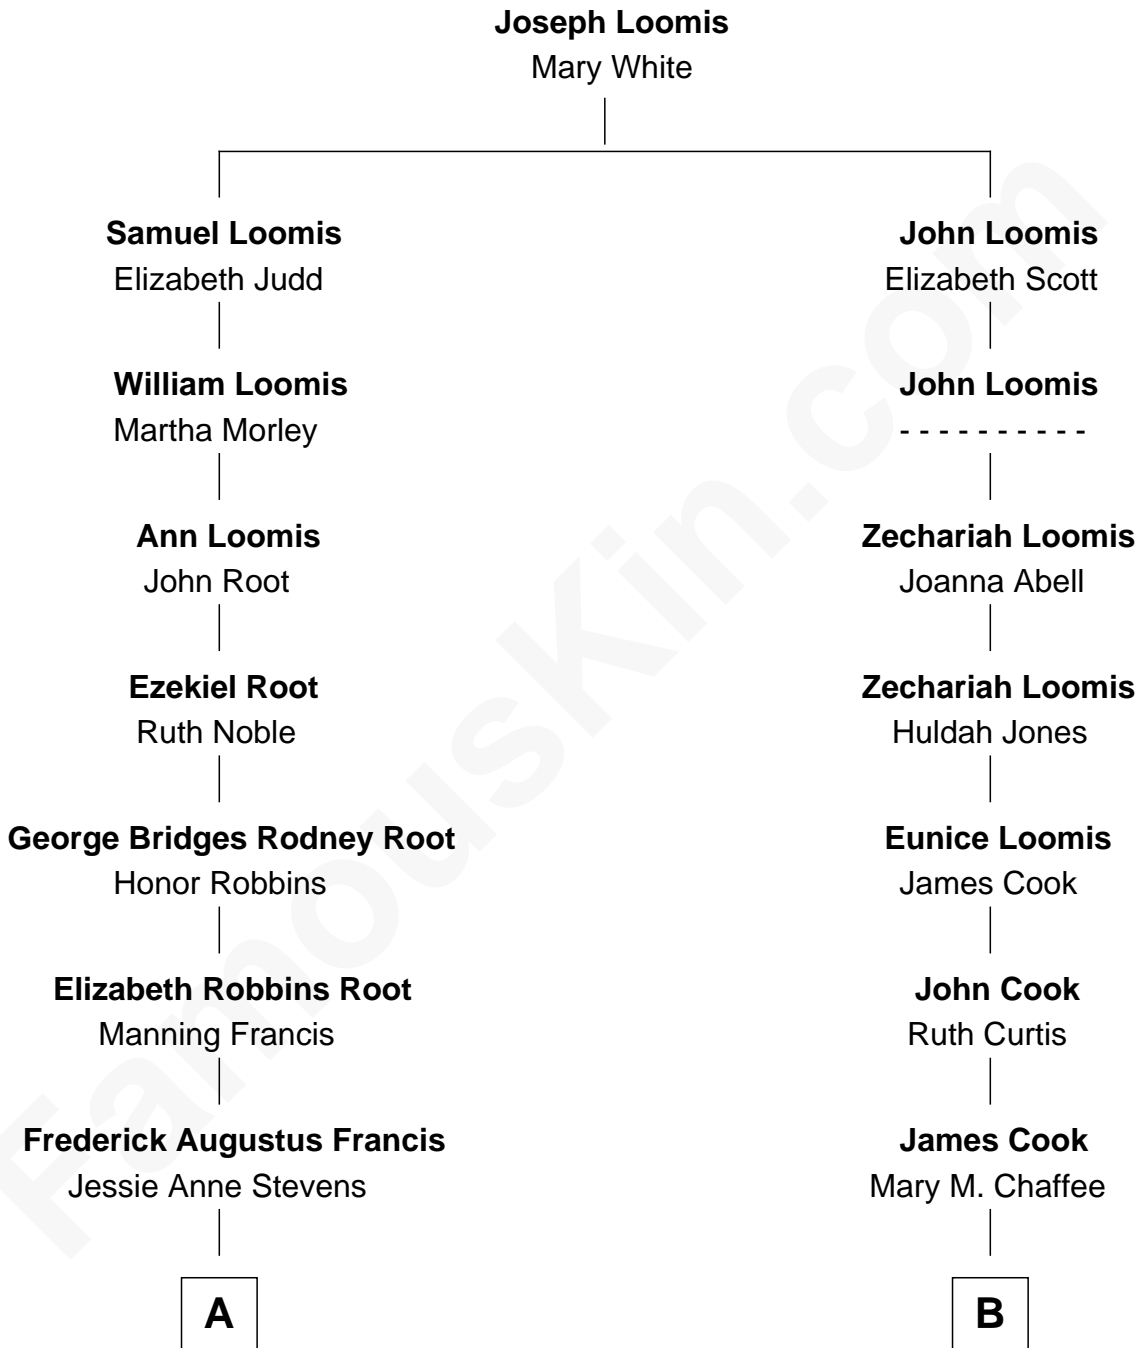 Joseph Loomis
Mary White
Samuel Loomis
Elizabeth Judd
John Loomis
Elizabeth Scott
William Loomis
Martha Morley
John Loomis
- - - - - - - - - -
Ann Loomis
John Root
Zechariah Loomis
Joanna Abell
Ezekiel Root
Ruth Noble
Zechariah Loomis
Huldah Jones
George Bridges Rodney Root
Honor Robbins
Eunice Loomis
James Cook
Elizabeth Robbins Root
Manning Francis
John Cook
Ruth Curtis
Frederick Augustus Francis
Jessie Anne Stevens
James Cook
Mary M. Chaffee
A
B
FamousKin.com